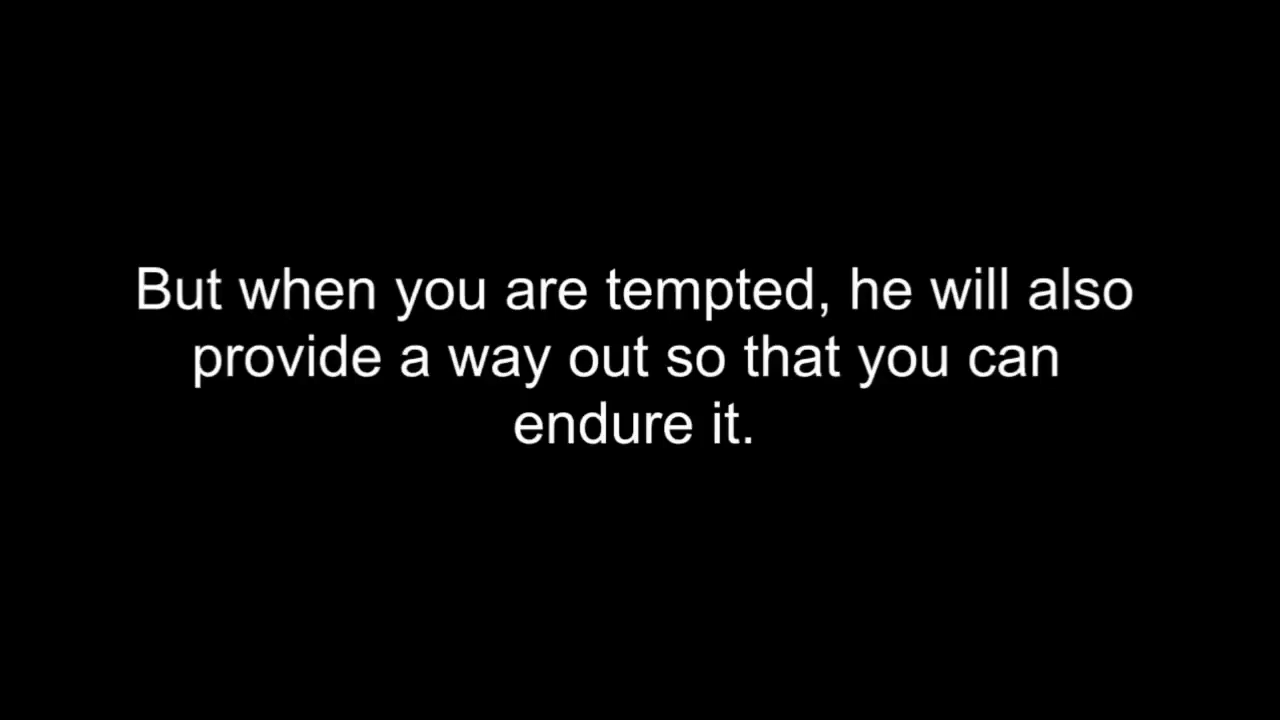 But when you are tempted, he will also
provide a way out so that you can
endure it.